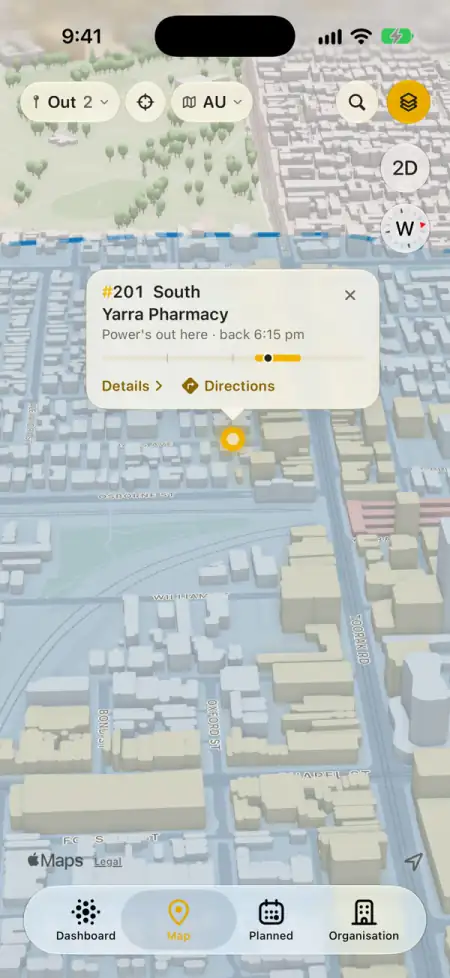 9:41
Out 2
AU
2D
W
#201 South
Yarra Pharmacy
Power's out here · back 6:15 pm
Details
Directions
OSBORNE ST
WILLIAM
TOORAK RD
OXFORD ST
Maps
Legal
Dashboard
Map
Planned
Organisation